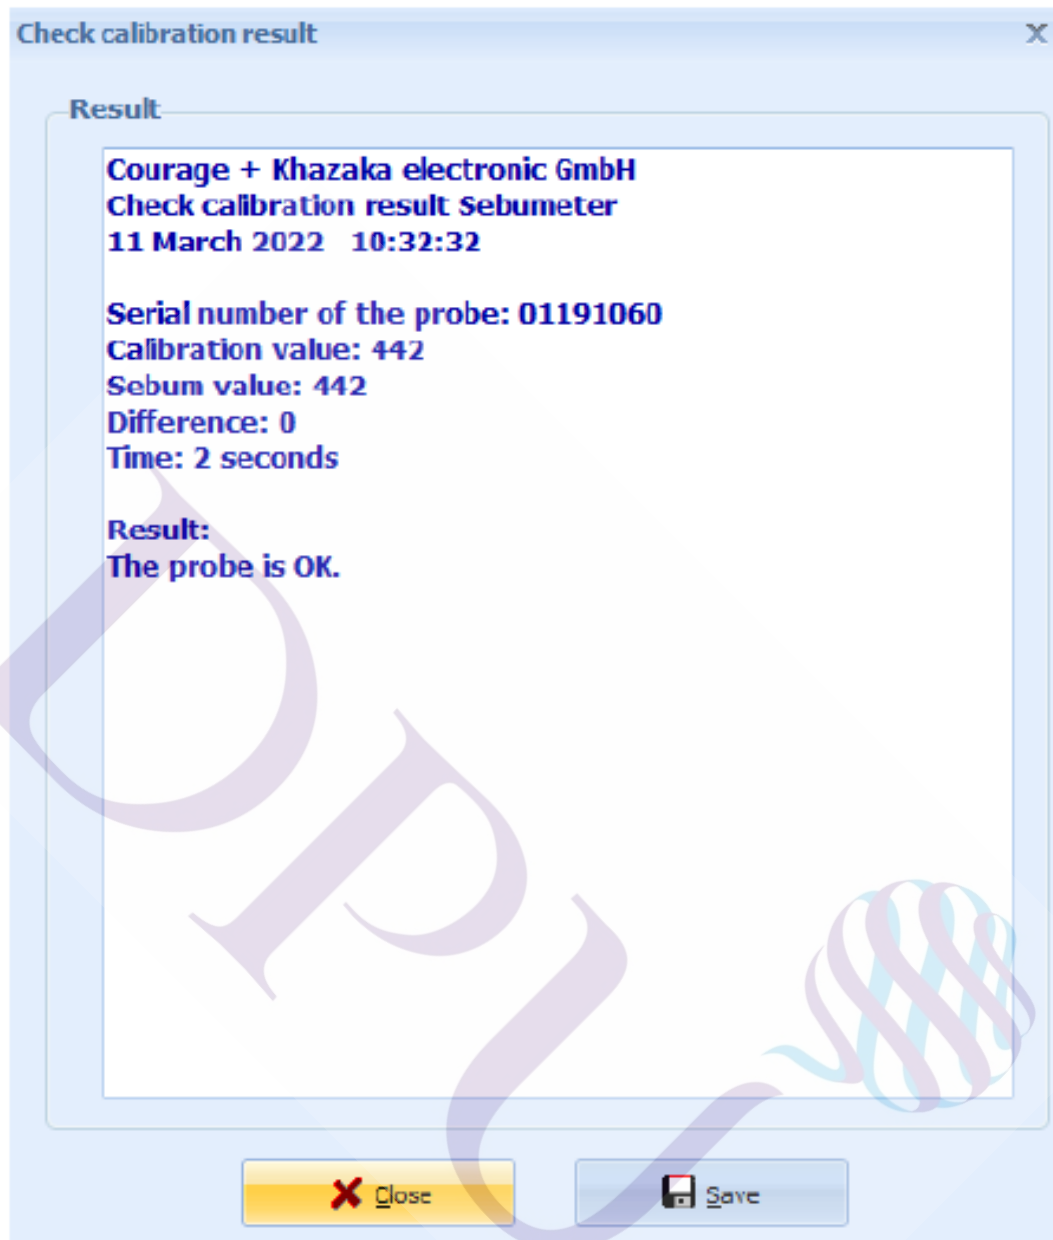 Check calibration result
X
Result
Courage + Khazaka electronic GmbH
Check calibration result Sebumeter
11 March 2022 10:32:32
Serial number of the probe: 01191060
Calibration value: 442
Sebum value: 442
Difference: 0
Time: 2 seconds
Result:
The probe is OK.
DPU
Close
Save